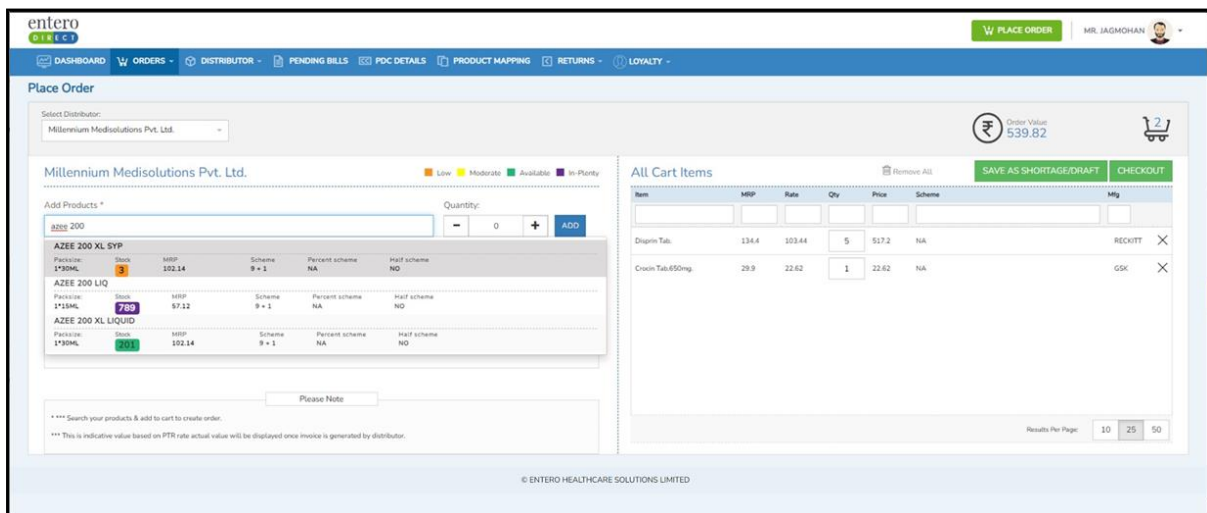 entero
DIRECT
PLACE ORDER
MR. JAGMOHAN
DASHBOARD ORDERS DISTRIBUTOR PENDING BILLS PDC DETAILS PRODUCT MAPPING RETURNS LOYALTY
Place Order
Select Distributor:
Millennium Medisolutions Pvt. Ltd.
Order Value
539.82
2
Millennium Medisolutions Pvt. Ltd.
Low Moderate Available In-Plenty
Add Products *
Quantity:
azee 200
- 0 + ADD
AZEE 200 XL SYP
Packsize: Stock MRP Scheme Percent scheme Half scheme
1*30ML 3 102.14 9 + 1 NA NO
AZEE 200 LIQ
Packsize: Stock MRP Scheme Percent scheme Half scheme
1*15ML 789 57.12 9 + 1 NA NO
AZEE 200 XL LIQUID
Packsize: Stock MRP Scheme Percent scheme Half scheme
1*30ML 201 102.14 9 + 1 NA NO
Please Note
* *** Search your products & add to cart to create order.
*** This is indicative value based on PTR rate actual value will be displayed once invoice is generated by distributor.
All Cart Items
Remove All
SAVE AS SHORTAGE/DRAFT
CHECKOUT
Item MRP Rate Qty Price Scheme Mfg
Disprin Tab. 134.4 103.44 5 517.2 NA RECKITT
Crocin Tab.650mg. 29.9 22.62 1 22.62 NA GSK
Results Per Page: 10 25 50
© ENTERO HEALTHCARE SOLUTIONS LIMITED